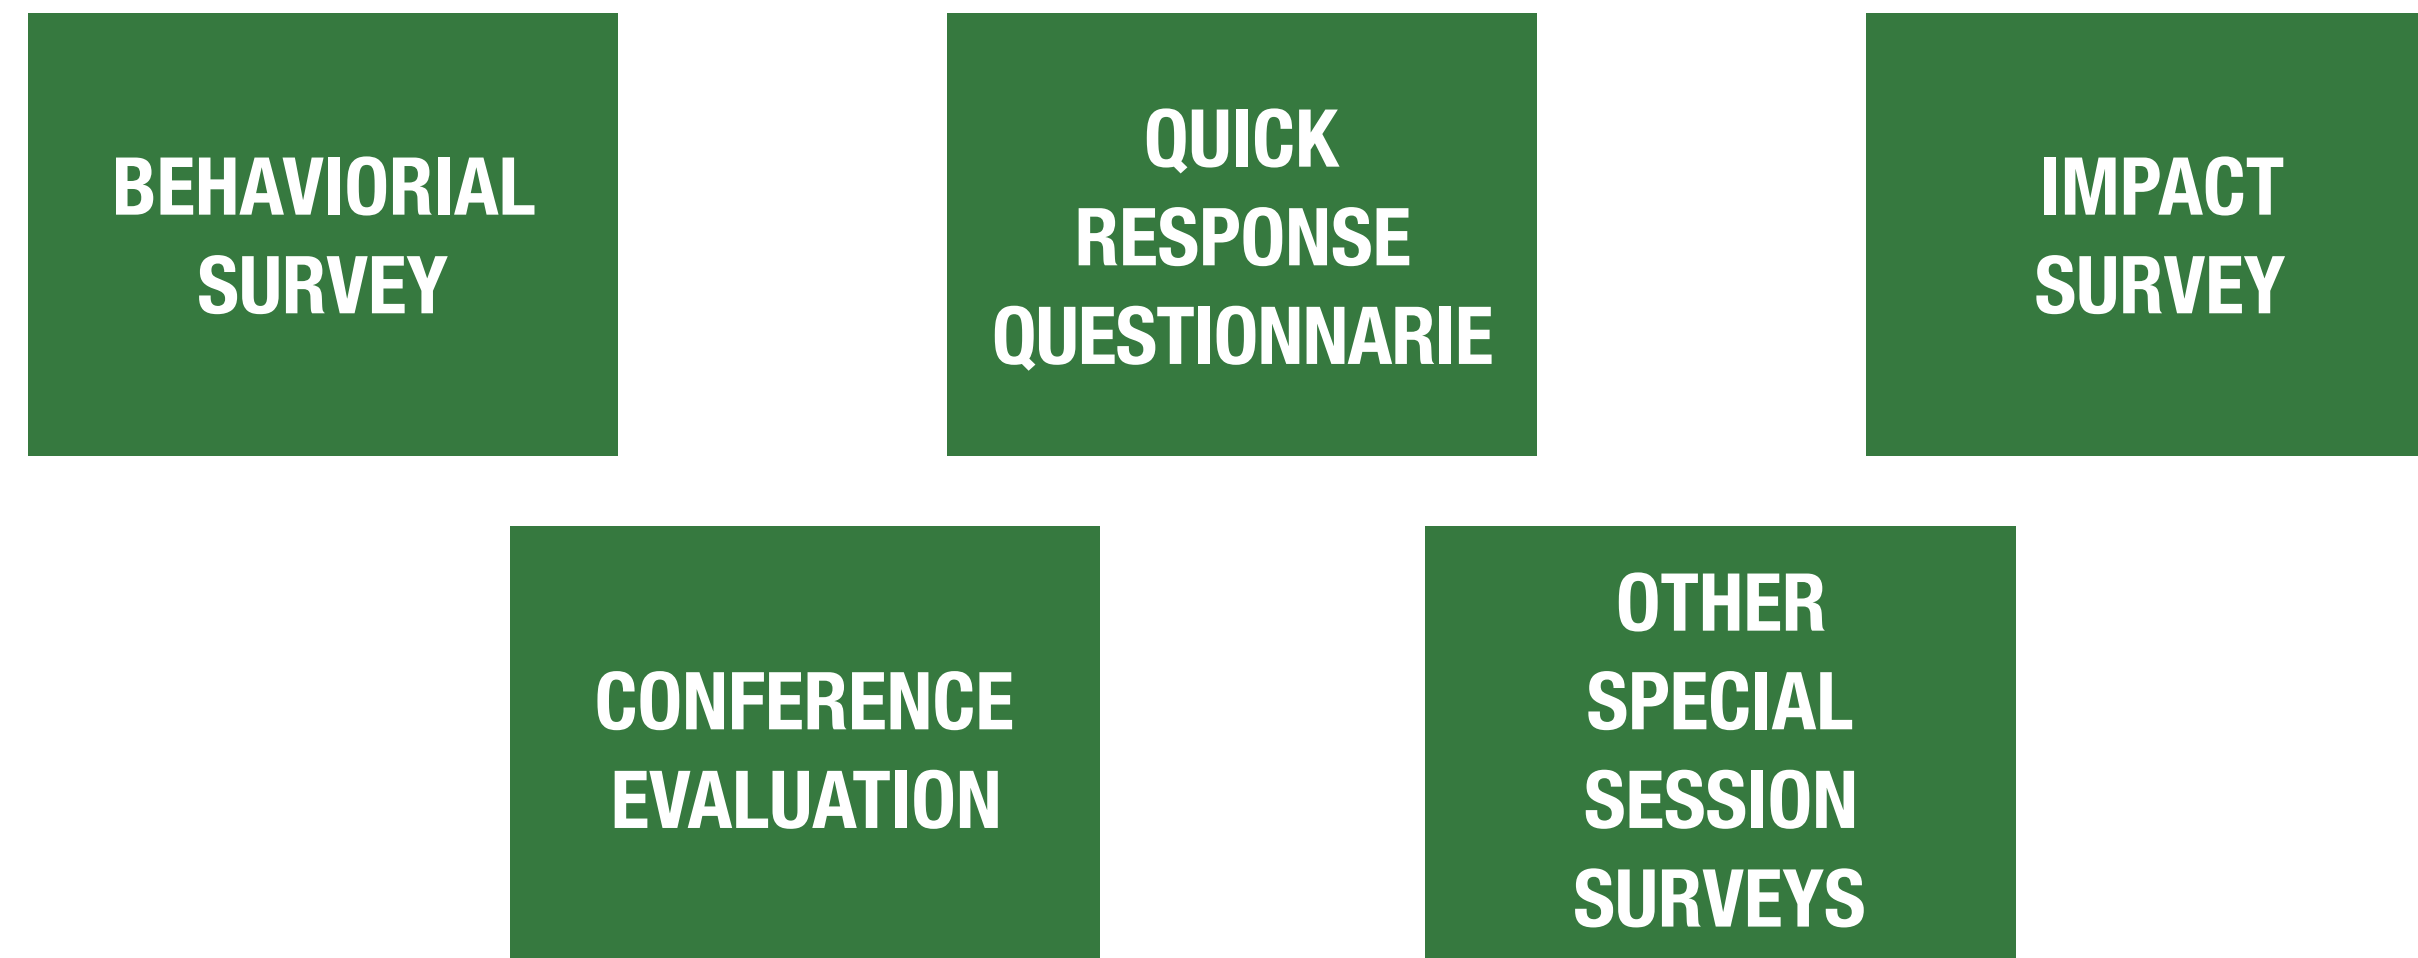 BEHAVIORIAL
SURVEY
QUICK
RESPONSE
QUESTIONNARIE
IMPACT
SURVEY
CONFERENCE
EVALUATION
OTHER
SPECIAL
SESSION
SURVEYS